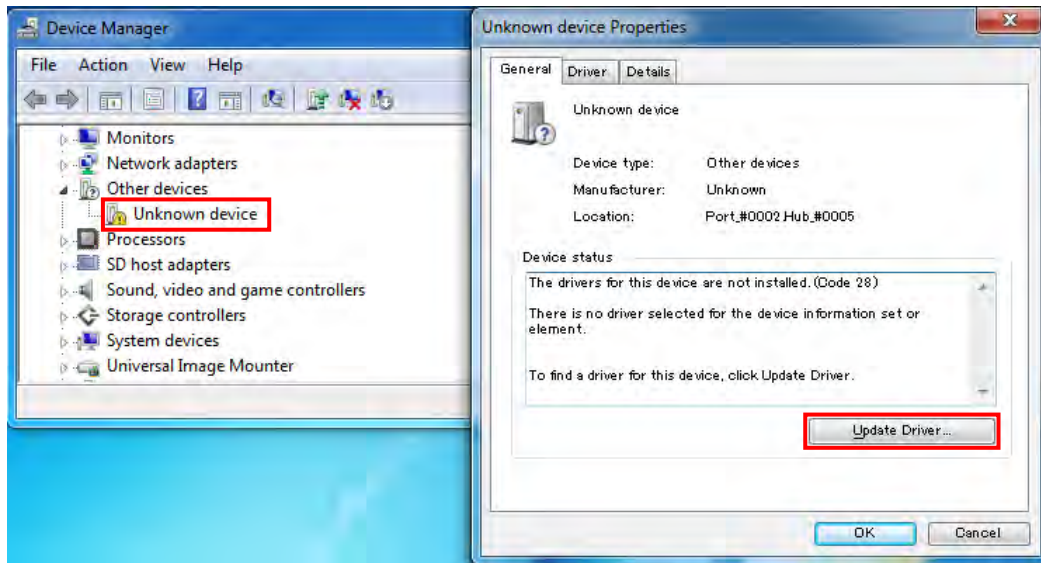 Device Manager
File Action View Help
Monitors
Network adapters
Other devices
Unknown device
Processors
SD host adapters
Sound, video and game controllers
Storage controllers
System devices
Universal Image Mounter
Unknown device Properties
General Driver Details
Unknown device
Device type: Other devices
Manufacturer: Unknown
Location: Port_#0002.Hub_#0005
Device status
The drivers for this device are not installed. (Code 28)
There is no driver selected for the device information set or
element.
To find a driver for this device, click Update Driver.
Update Driver...
OK Cancel